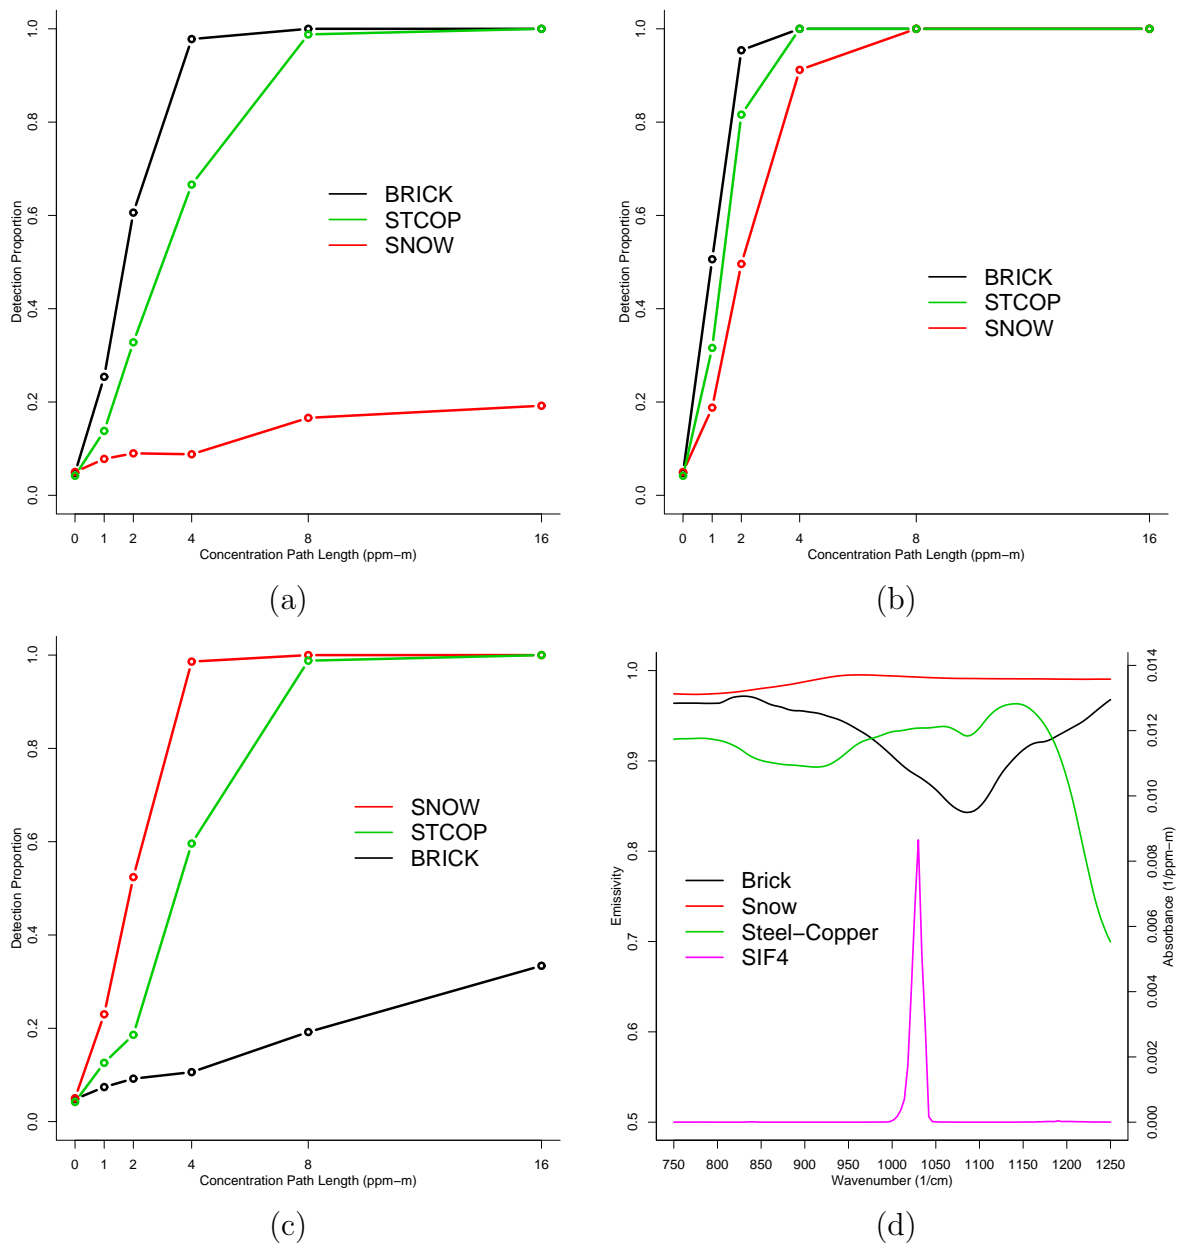 1.0
0.8
0.6
0.4
0.2
0.0
Detection Proportion
BRICK
STCOP
SNOW
0 1 2 4 8 16
Concentration Path Length (ppm−m)
(a)
1.0
0.8
0.6
0.4
0.2
0.0
Detection Proportion
BRICK
STCOP
SNOW
0 1 2 4 8 16
Concentration Path Length (ppm−m)
(b)
1.0
0.8
0.6
0.4
0.2
0.0
Detection Proportion
SNOW
STCOP
BRICK
0 1 2 4 8 16
Concentration Path Length (ppm−m)
(c)
1.0
0.9
0.8
0.7
0.6
0.5
Emissivity
Brick
Snow
Steel−Copper
SIF4
0.014
0.012
0.010
0.008
0.006
0.004
0.002
0.000
Absorbance (1/ppm−m)
750 800 850 900 950 1000 1050 1100 1150 1200 1250
Wavenumber (1/cm)
(d)